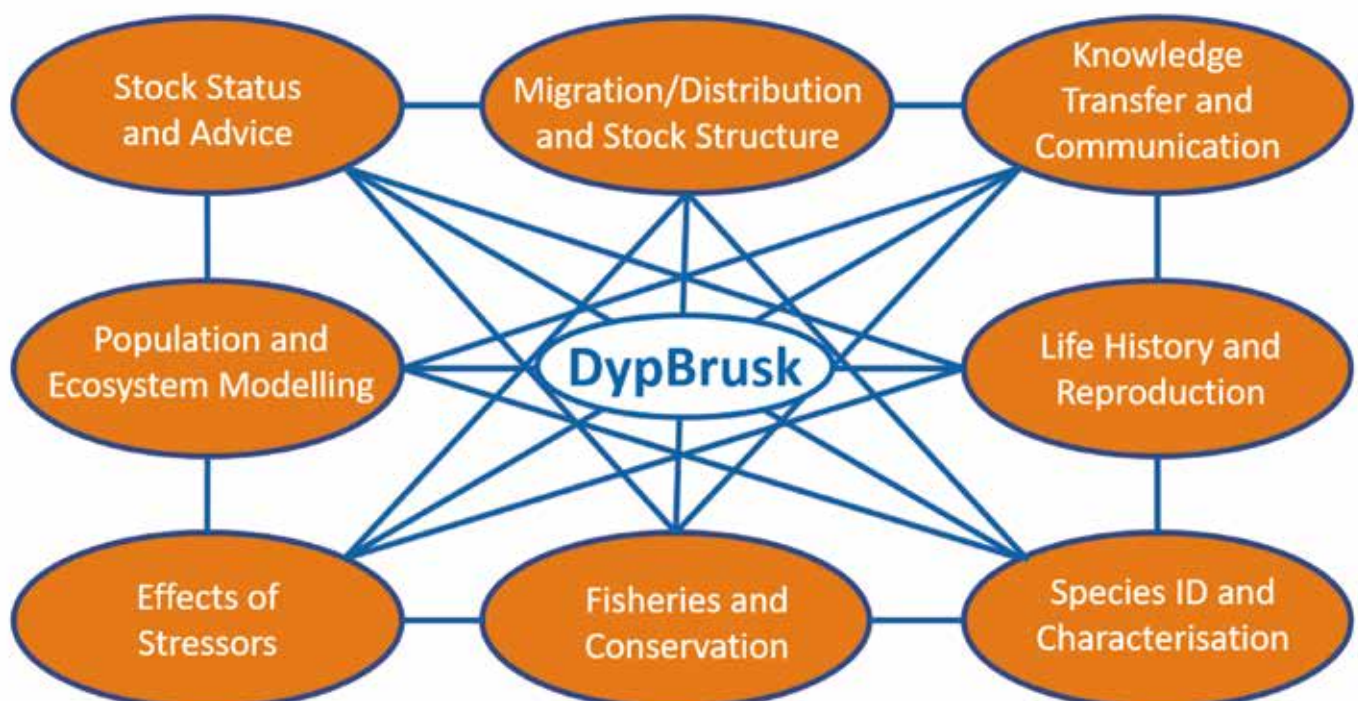 Stock Status
and Advice
Migration/Distribution
and Stock Structure
Knowledge
Transfer and
Communication
Population and
Ecosystem Modelling
DypBrusk
Life History and
Reproduction
Effects of
Stressors
Fisheries and
Conservation
Species ID and
Characterisation